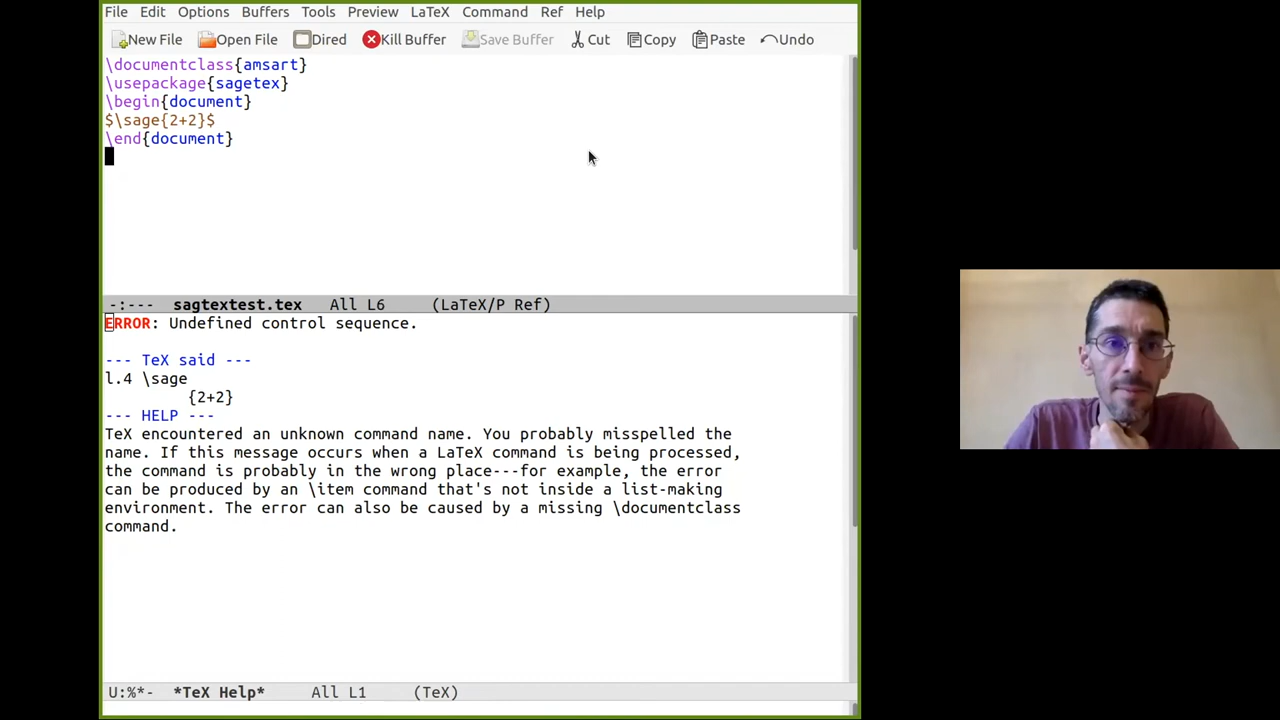 File Edit Options Buffers Tools Preview LaTeX Command Ref Help
New File Open File Dired Kill Buffer Save Buffer Cut Copy Paste Undo
\documentclass{amsart}
\usepackage{sagetex}
\begin{document}
$\sage{2+2}$
\end{document}
-:--- sagtextest.tex All L6 (LaTeX/P Ref)
ERROR: Undefined control sequence.
--- TeX said ---
l.4 \sage
{2+2}
--- HELP ---
TeX encountered an unknown command name. You probably misspelled the
name. If this message occurs when a LaTeX command is being processed,
the command is probably in the wrong place---for example, the error
can be produced by an \item command that's not inside a list-making
environment. The error can also be caused by a missing \documentclass
command.
U:%*- *TeX Help* All L1 (TeX)